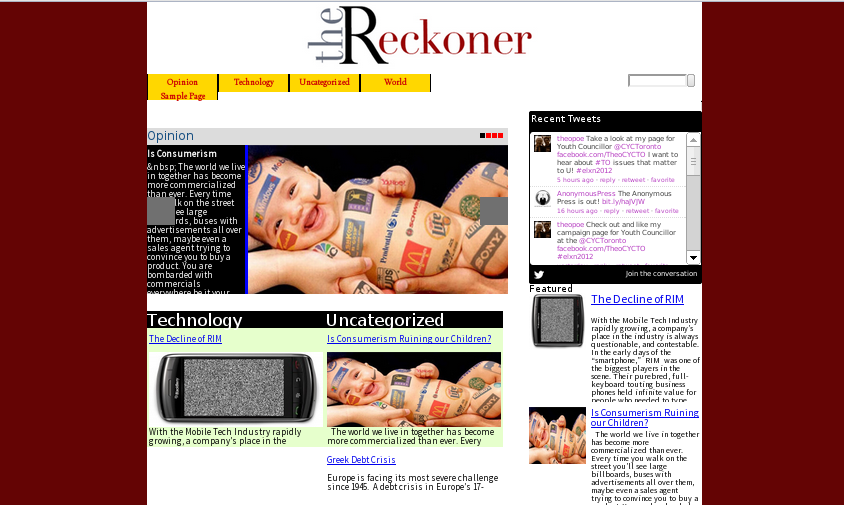 the Reckoner
Opinion
Technology
Uncategorized
World
Sample Page
Opinion
Is Consumerism
&nbsp; The world we live
in together has become
more commercialized
than ever. Every time
lk on the street
ee large
rds, buses with
advertisements all over
them, maybe even a
sales agent trying to
convince you to buy a
product. You are
bombarded with
commercials
everywhere be it your
Windows
Yahoo!
Prudential Financial
Sony
Technology
The Decline of RIM
BlackBerry
With the Mobile Tech Industry rapidly
growing, a company's place in the
Uncategorized
Is Consumerism Ruining our Children?
The world we live in together has become
more commercialized than ever. Every
Greek Debt Crisis
Europe is facing its most severe challenge
since 1945. A debt crisis in Europe's 17-
Recent Tweets
theopoe Take a look at my page for
Youth Councillor @CYCToronto
facebook.com/TheoCYCTO I want to
hear about #TO issues that matter
to U! #elxn2012
5 hours ago · reply · retweet · favorite
AnonymousPress The Anonymous
Press is out! bit.ly/haJVJW
16 hours ago · reply · retweet · favorite
theopoe Check out and like my
campaign page for Youth Councillor
at the @CYCToronto
facebook.com/TheoCYCTO
#elxn2012
Join the conversation
Featured
The Decline of RIM
With the Mobile Tech Industry
rapidly growing, a company's
place in the industry is always
questionable, and contestable.
In the early days of the
"smartphone," RIM was one of
the biggest players in the
scene. Their purebred, full-
keyboard touting business
phones held infinite value for
people who needed to type
Is Consumerism Ruining
our Children?
The world we live in together
has become more
commercialized than ever.
Every time you walk on the
street you'll see large
billboards, buses with
advertisements all over them,
maybe even a sales agent
trying to convince you to buy a